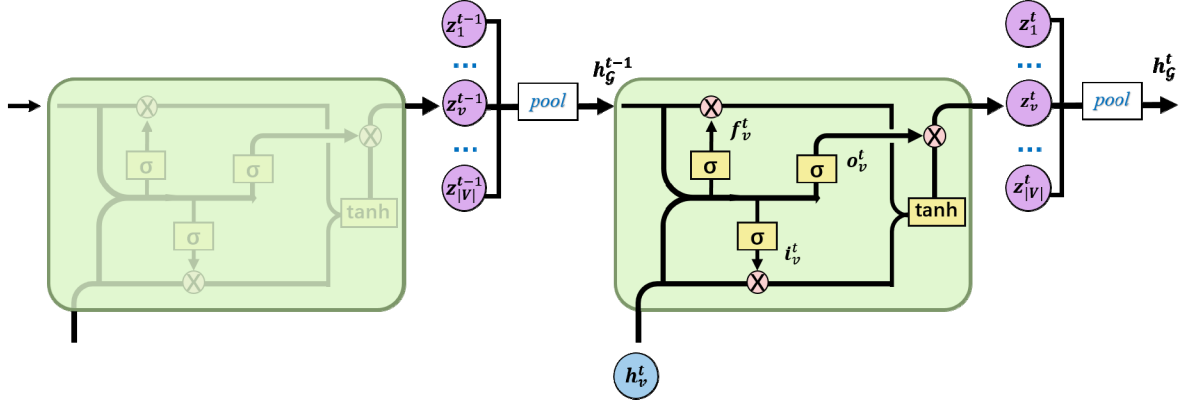 z_1^{t-1}
...
z_v^{t-1}
...
z_{|V|}^{t-1}
pool
h_𝒢^{t-1}
X
σ
σ
X
tanh
σ
X
X
f_v^t
σ
σ
o_v^t
X
tanh
σ
i_v^t
X
h_v^t
z_1^t
...
z_v^t
...
z_{|V|}^t
pool
h_𝒢^t